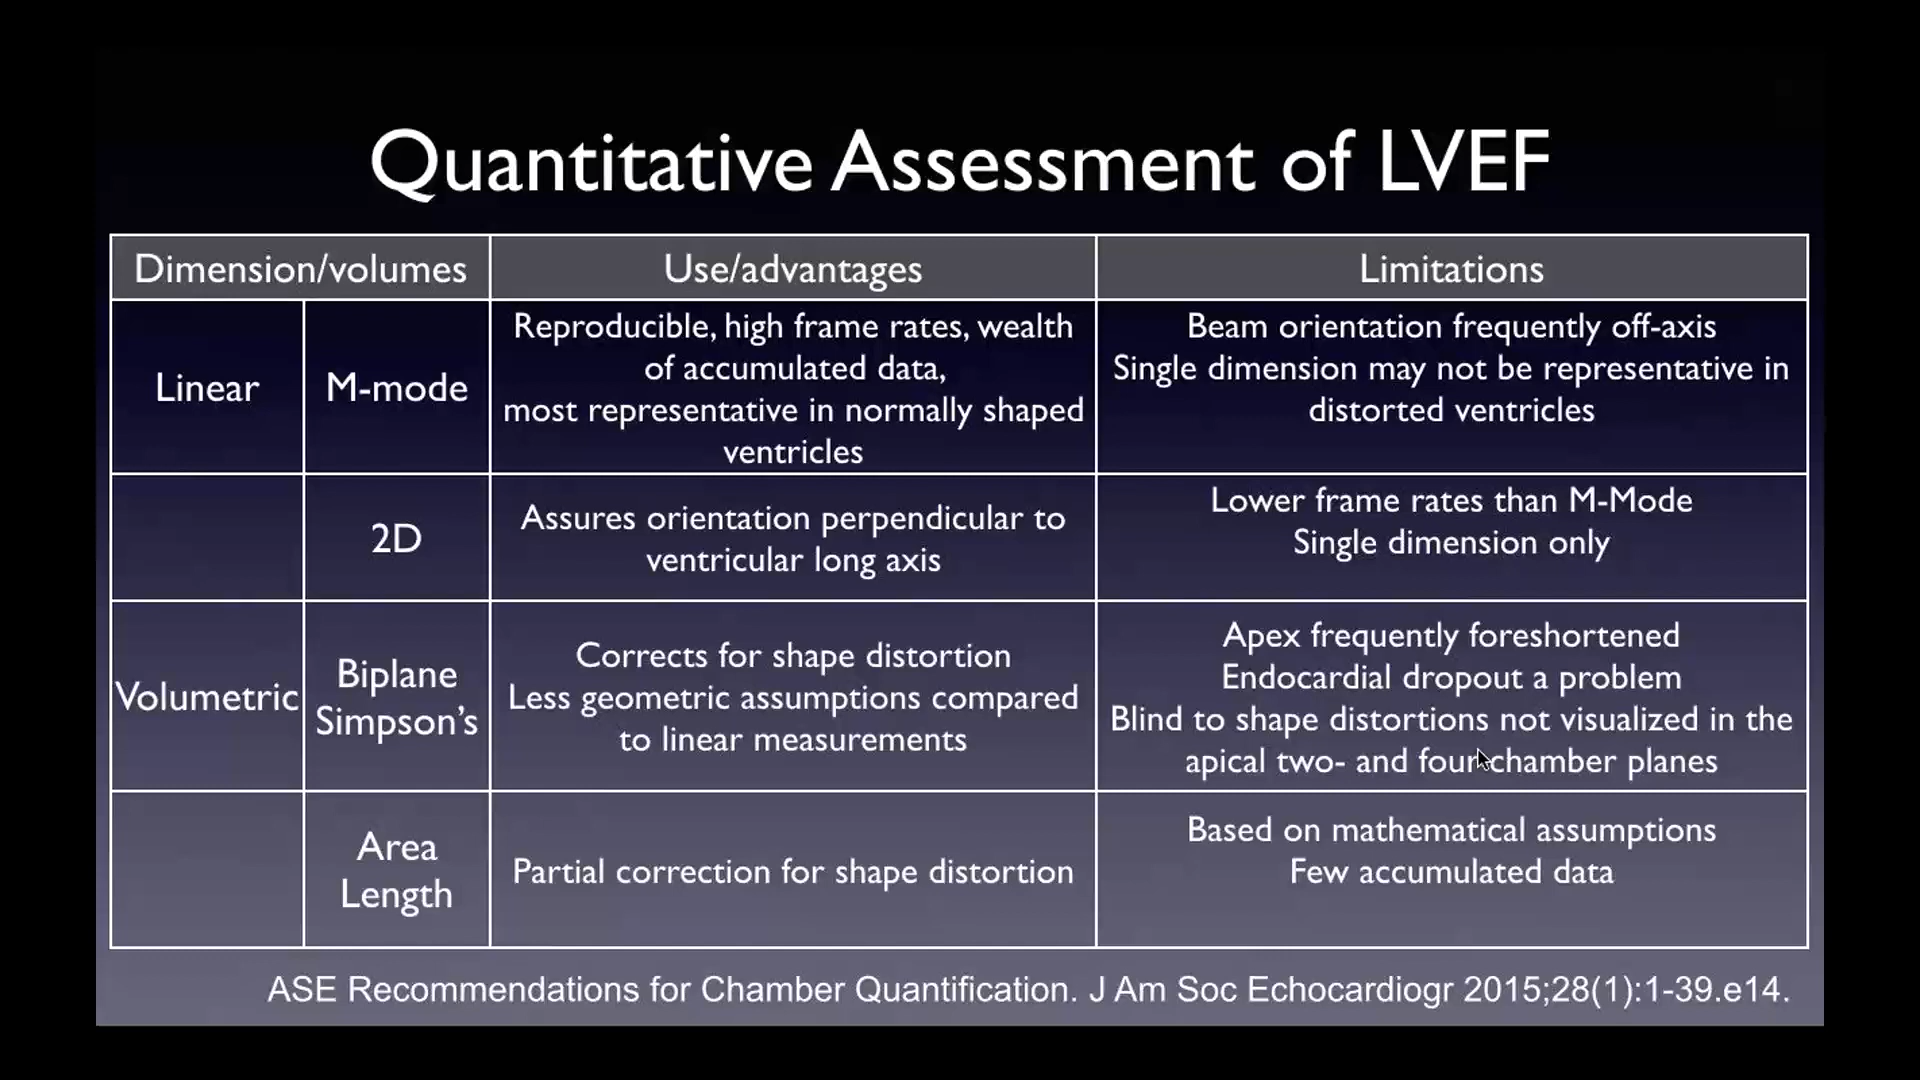 Quantitative Assessment of LVEF
Dimension/volumes
Use/advantages
Limitations
Linear
M-mode
Reproducible, high frame rates, wealth
of accumulated data,
most representative in normally shaped
ventricles
Beam orientation frequently off-axis
Single dimension may not be representative in
distorted ventricles
2D
Assures orientation perpendicular to
ventricular long axis
Lower frame rates than M-Mode
Single dimension only
Volumetric
Biplane
Simpson's
Corrects for shape distortion
Less geometric assumptions compared
to linear measurements
Apex frequently foreshortened
Endocardial dropout a problem
Blind to shape distortions not visualized in the
apical two- and four-chamber planes
Area
Length
Partial correction for shape distortion
Based on mathematical assumptions
Few accumulated data
ASE Recommendations for Chamber Quantification. J Am Soc Echocardiogr 2015;28(1):1-39.e14.